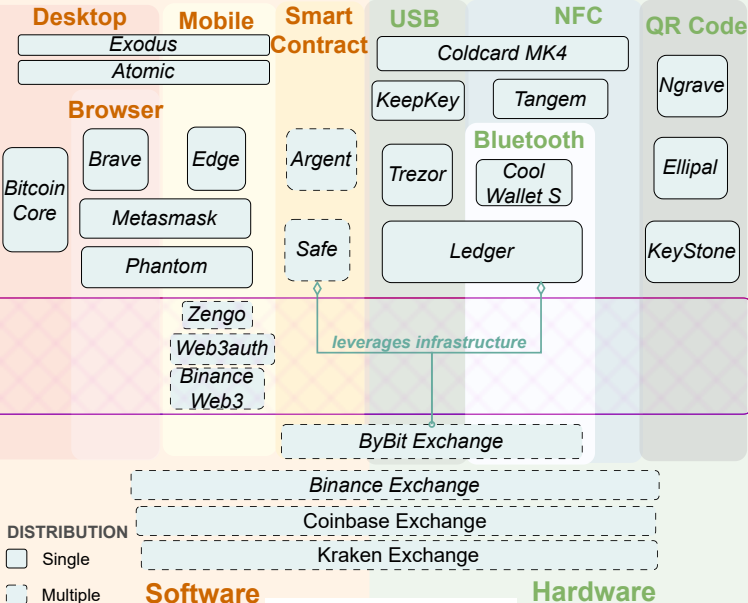 Desktop
Mobile
Smart
Contract
USB
NFC
QR Code
Exodus
Atomic
Coldcard MK4
Ngrave
KeepKey
Tangem
Browser
Bluetooth
Brave
Edge
Argent
Trezor
Cool
Wallet S
Ellipal
Bitcoin
Core
Metasmask
Safe
Ledger
KeyStone
Phantom
Zengo
Web3auth
leverages infrastructure
Binance
Web3
ByBit Exchange
Binance Exchange
Coinbase Exchange
DISTRIBUTION
Kraken Exchange
Single
Multiple
Software
Hardware